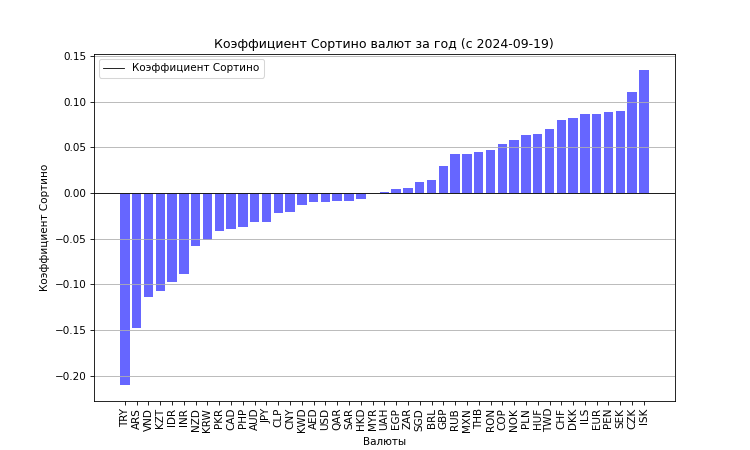 Коэффициент Сортино валют за год (с 2024-09-19)
Коэффициент Сортино
0.15
0.10
0.05
0.00
−0.05
−0.10
−0.15
−0.20
Коэффициент Сортино
TRY ARS VND KZT IDR INR NZD KRW PKR CAD PHP AUD JPY CLP CNY KWD AED USD QAR SAR HKD MYR UAH EGP ZAR SGD BRL GBP RUB MXN THB RON COP NOK PLN HUF TWD CHF DKK ILS EUR PEN SEK CZK ISK
Валюты